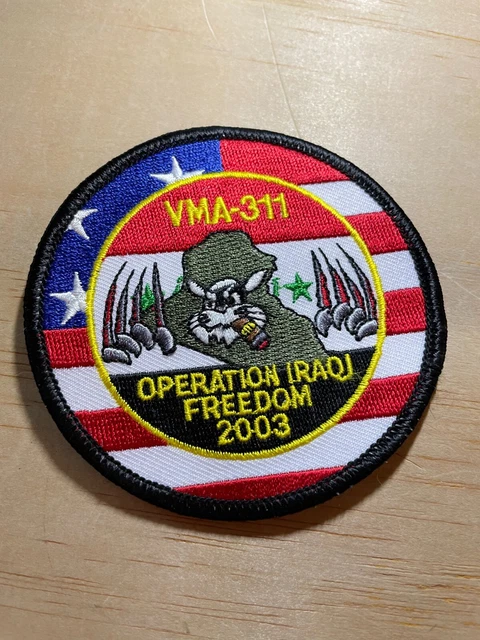 VMA-311
OPERATION IRAQI
FREEDOM
2003